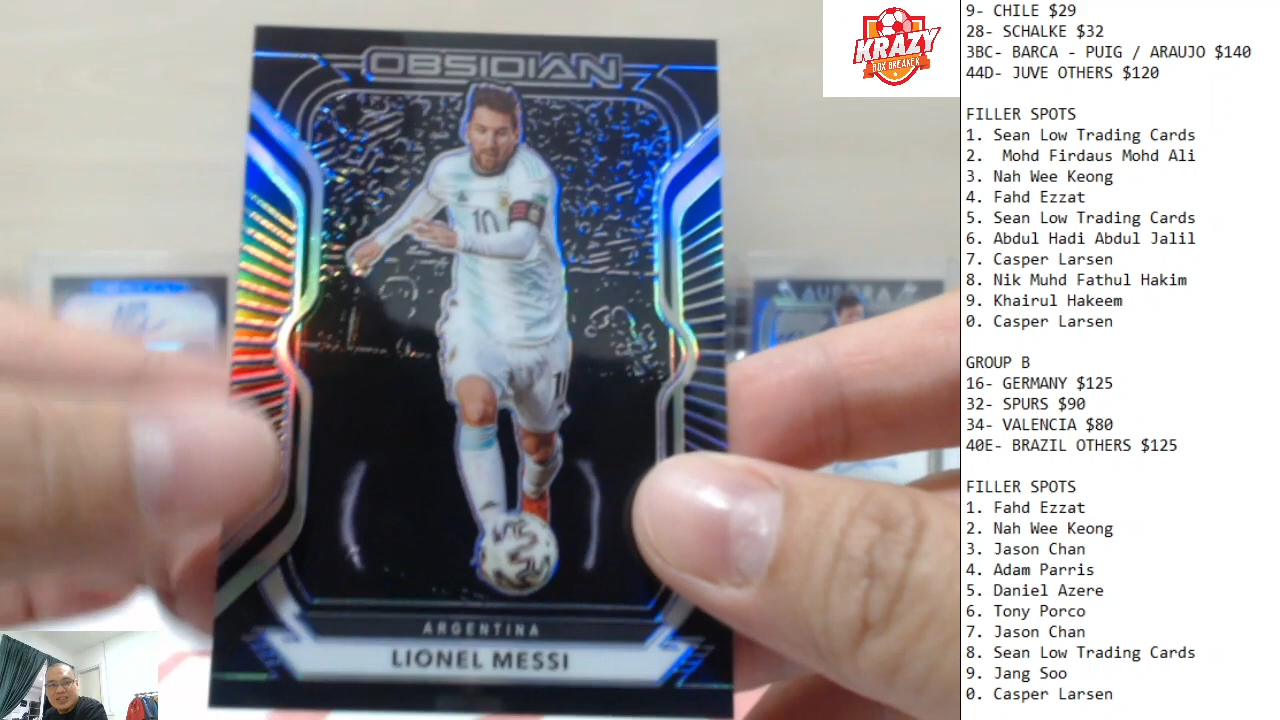 OBSIDIAN
10
ARGENTINA
LIONEL MESSI
AURORA
KRAZY
BOX BREAKER
9- CHILE $29
28- SCHALKE $32
3BC- BARCA - PUIG / ARAUJO $140
44D- JUVE OTHERS $120
FILLER SPOTS
1. Sean Low Trading Cards
2.  Mohd Firdaus Mohd Ali
3. Nah Wee Keong
4. Fahd Ezzat
5. Sean Low Trading Cards
6. Abdul Hadi Abdul Jalil
7. Casper Larsen
8. Nik Muhd Fathul Hakim
9. Khairul Hakeem
0. Casper Larsen
GROUP B
16- GERMANY $125
32- SPURS $90
34- VALENCIA $80
40E- BRAZIL OTHERS $125
FILLER SPOTS
1. Fahd Ezzat
2. Nah Wee Keong
3. Jason Chan
4. Adam Parris
5. Daniel Azere
6. Tony Porco
7. Jason Chan
8. Sean Low Trading Cards
9. Jang Soo
0. Casper Larsen